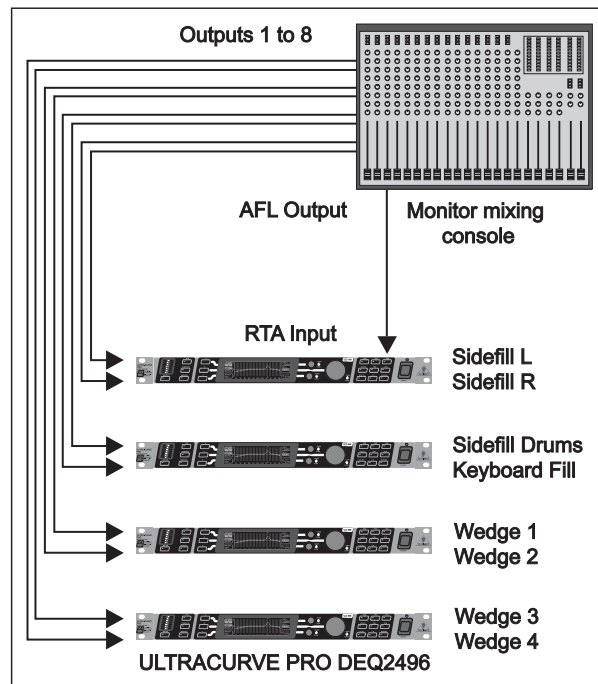 Outputs 1 to 8
AFL Output
Monitor mixing
console
RTA Input
Sidefill L
Sidefill R
Sidefill Drums
Keyboard Fill
Wedge 1
Wedge 2
Wedge 3
Wedge 4
ULTRACURVE PRO DEQ2496